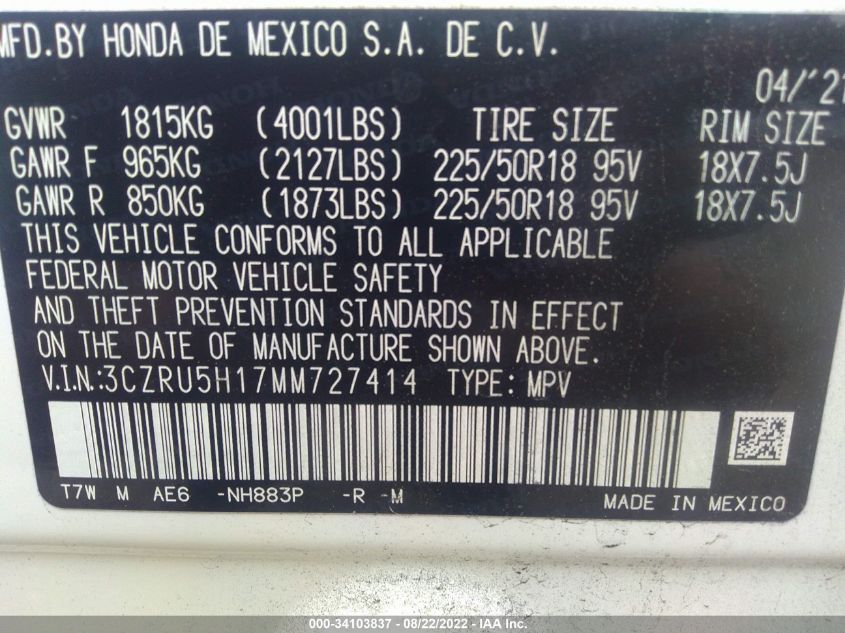 MFD.BY HONDA DE MEXICO S.A. DE C.V.
04/'21
GVWR 1815KG (4001LBS) TIRE SIZE RIM SIZE
GAWR F 965KG (2127LBS) 225/50R18 95V 18X7.5J
GAWR R 850KG (1873LBS) 225/50R18 95V 18X7.5J
THIS VEHICLE CONFORMS TO ALL APPLICABLE
FEDERAL MOTOR VEHICLE SAFETY
AND THEFT PREVENTION STANDARDS IN EFFECT
ON THE DATE OF MANUFACTURE SHOWN ABOVE.
V.I.N.:3CZRU5H17MM727414 TYPE: MPV
T7W M AE6 -NH883P -R -M
MADE IN MEXICO
000-34103837 - 08/22/2022 - IAA Inc.